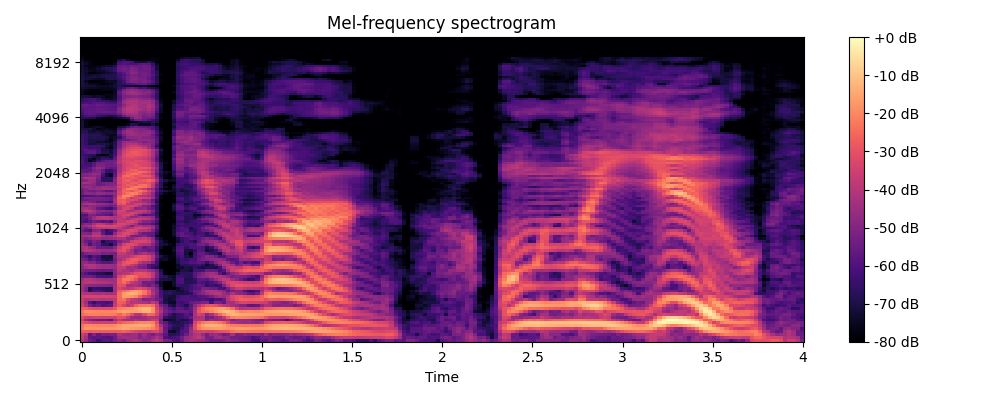 Mel-frequency spectrogram
+0 dB
8192
-10 dB
4096
-20 dB
-30 dB
2048
Hz
-40 dB
1024
-50 dB
512
-60 dB
-70 dB
0
-80 dB
0 0.5 1 1.5 2 2.5 3 3.5 4
Time